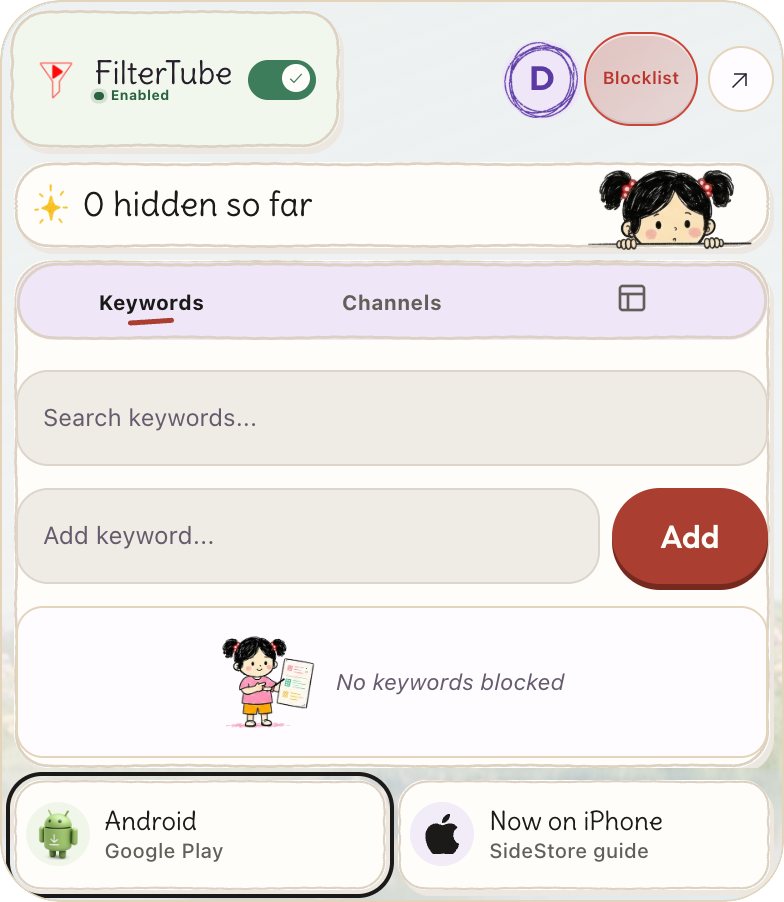 FilterTube
Enabled
D
Blocklist
0 hidden so far
Keywords
Channels
Search keywords...
Add keyword...
Add
No keywords blocked
Android
Google Play
Now on iPhone
SideStore guide